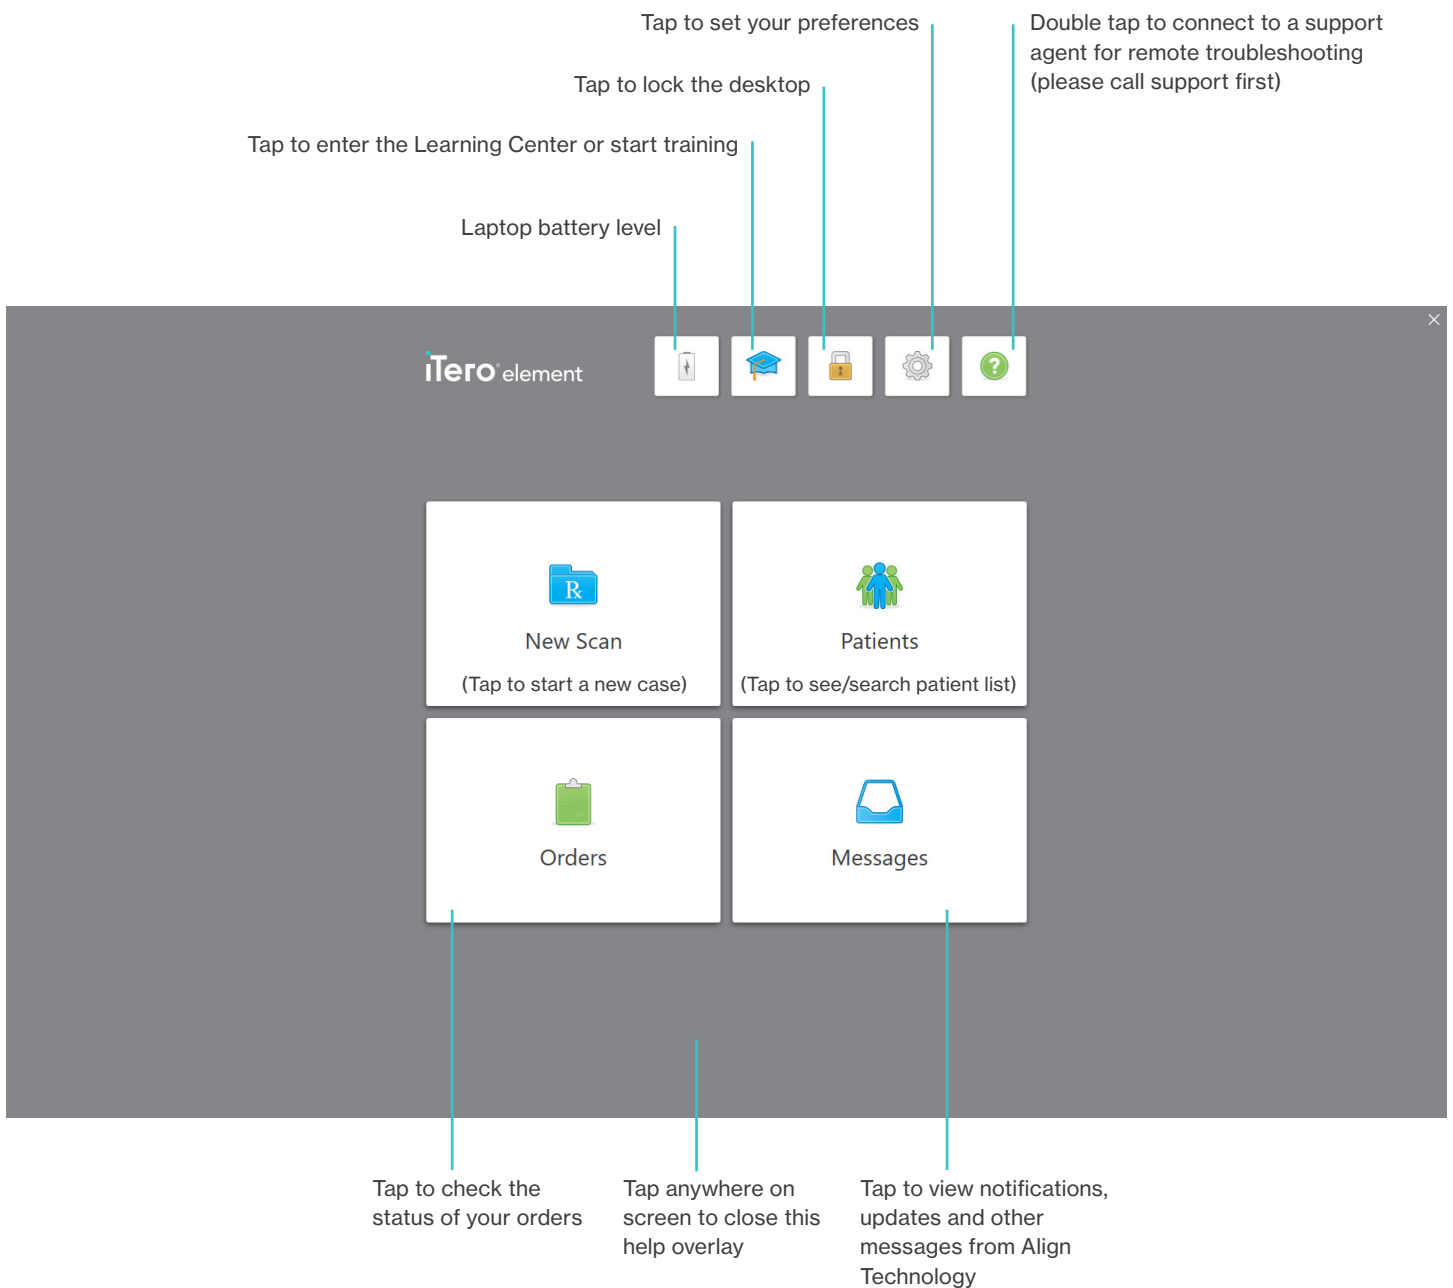 Tap to set your preferences
Double tap to connect to a support
agent for remote troubleshooting
(please call support first)
Tap to lock the desktop
Tap to enter the Learning Center or start training
Laptop battery level
iTero® element
?
R
New Scan
(Tap to start a new case)
Patients
(Tap to see/search patient list)
Orders
Messages
Tap to check the
status of your orders
Tap anywhere on
screen to close this
help overlay
Tap to view notifications,
updates and other
messages from Align
Technology